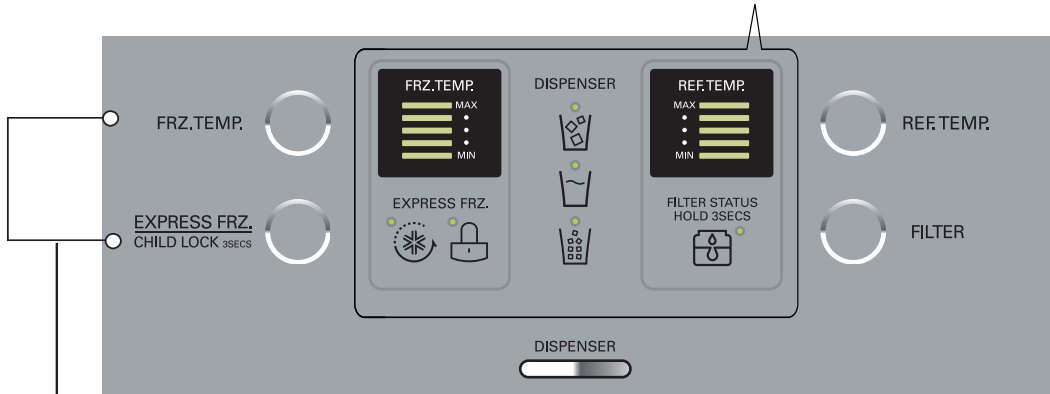 FRZ.TEMP.
EXPRESS FRZ.
CHILD LOCK 3SECS
FRZ.TEMP.
MAX
MIN
EXPRESS FRZ.
DISPENSER
REF.TEMP.
MAX
MIN
FILTER STATUS
HOLD 3SECS
REF.TEMP.
FILTER
DISPENSER